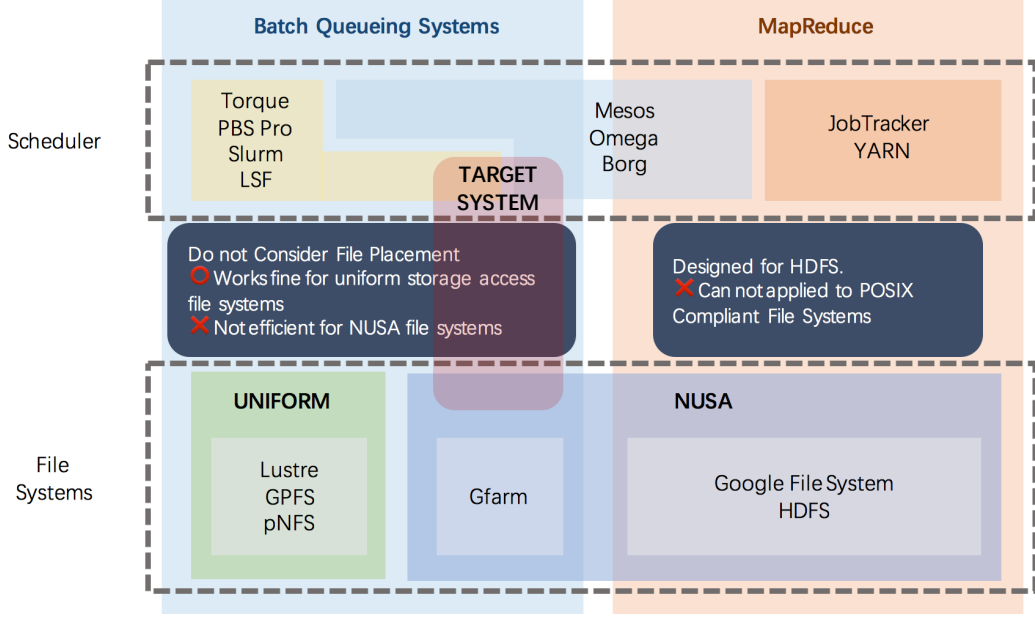 Batch Queueing Systems
MapReduce
Scheduler
Torque
PBS Pro
Slurm
LSF
Mesos
Omega
Borg
JobTracker
YARN
TARGET
SYSTEM
Do not Consider File Placement
⭕ Works fine for uniform storage access
file systems
❌ Not efficient for NUSA file systems
Designed for HDFS.
❌ Can not applied to POSIX
Compliant File Systems
File
Systems
UNIFORM
Lustre
GPFS
pNFS
NUSA
Gfarm
Google File System
HDFS